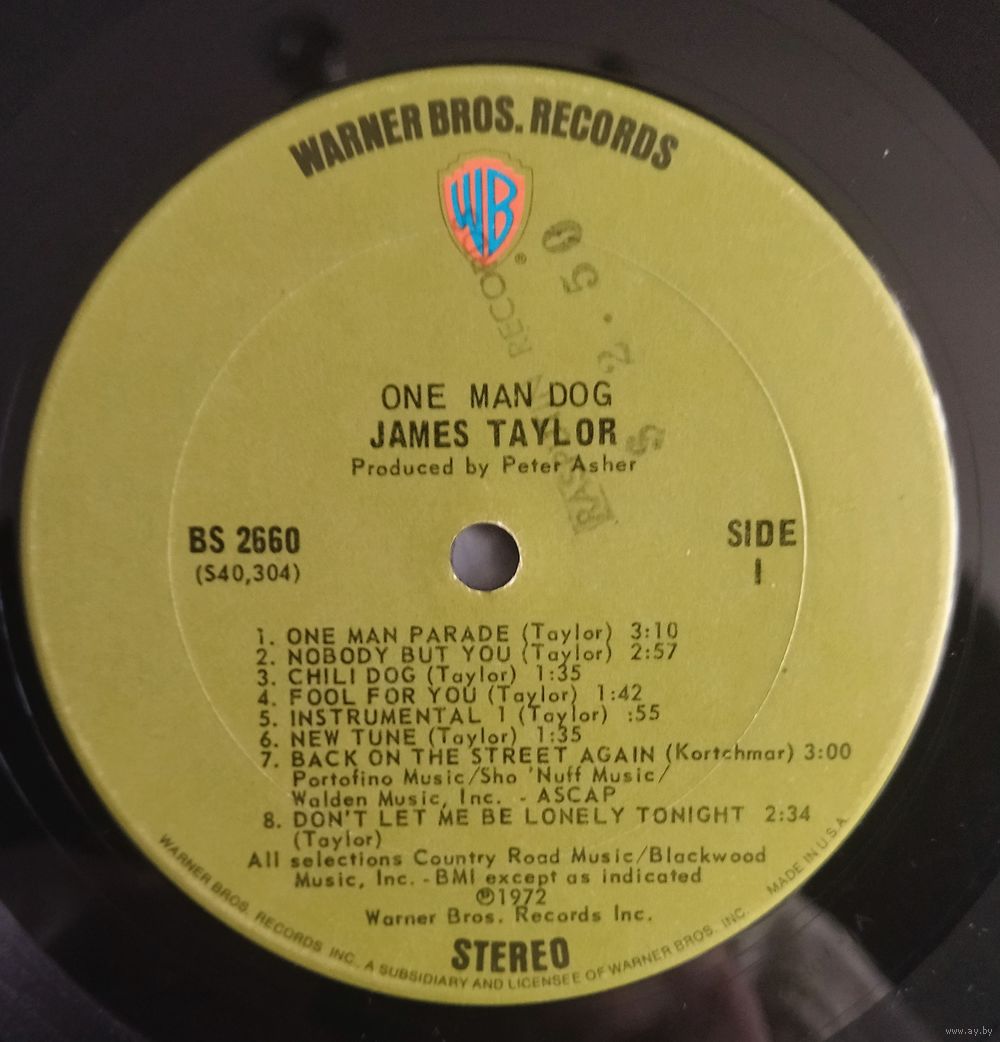 WARNER BROS. RECORDS
WB
®
$ 2.50
RECOR
ONE MAN DOG
JAMES TAYLOR
Produced by Peter Asher
BS 2660
(S40,304)
SIDE
1
1. ONE MAN PARADE (Taylor) 3:10
2. NOBODY BUT YOU (Taylor) 2:57
3. CHILI DOG (Taylor) 1:35
4. FOOL FOR YOU (Taylor) 1:42
5. INSTRUMENTAL 1 (Taylor) :55
6. NEW TUNE (Taylor) 1:35
7. BACK ON THE STREET AGAIN (Kortchmar) 3:00
Portofino Music/Sho 'Nuff Music/
Walden Music, Inc. - ASCAP
8. DON'T LET ME BE LONELY TONIGHT 2:34
(Taylor)
All selections Country Road Music/Blackwood
Music, Inc. - BMI except as indicated
℗1972
Warner Bros. Records Inc.
STEREO
WARNER BROS. RECORDS INC., A SUBSIDIARY AND LICENSEE OF WARNER BROS. INC. MADE IN U.S.A.
www.ay.by